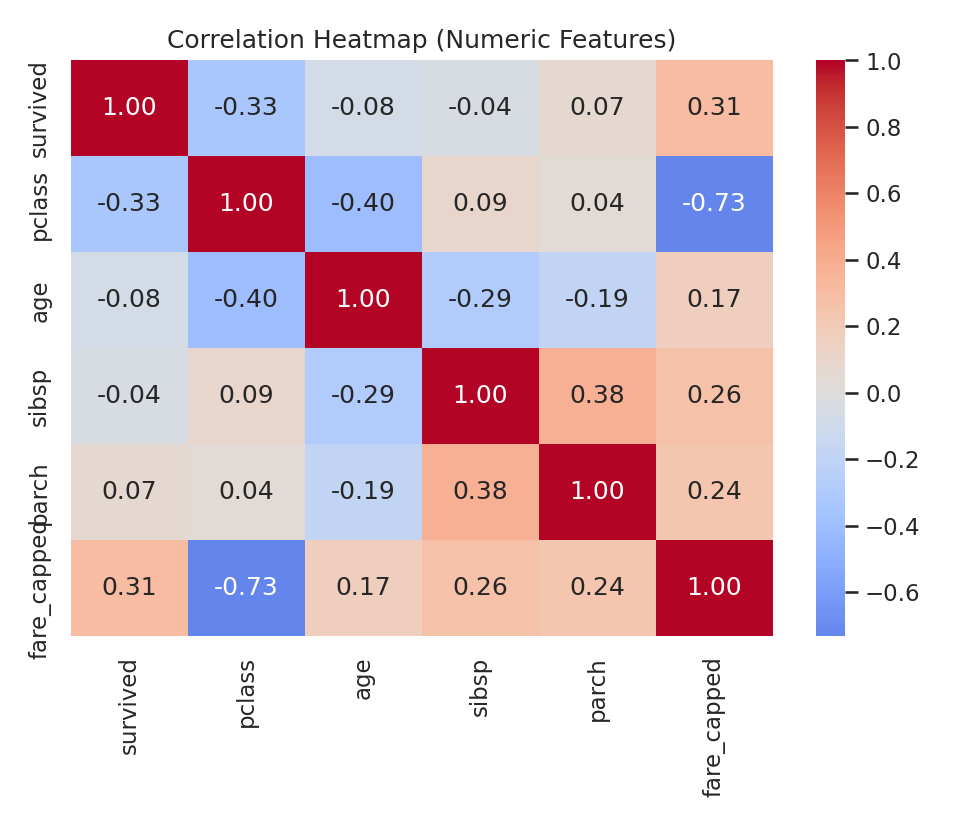 Correlation Heatmap (Numeric Features)
survived 1.00 -0.33 -0.08 -0.04 0.07 0.31
pclass -0.33 1.00 -0.40 0.09 0.04 -0.73
age -0.08 -0.40 1.00 -0.29 -0.19 0.17
sibsp -0.04 0.09 -0.29 1.00 0.38 0.26
parch 0.07 0.04 -0.19 0.38 1.00 0.24
fare_capped 0.31 -0.73 0.17 0.26 0.24 1.00
survived pclass age sibsp parch fare_capped
1.0
0.8
0.6
0.4
0.2
0.0
−0.2
−0.4
−0.6